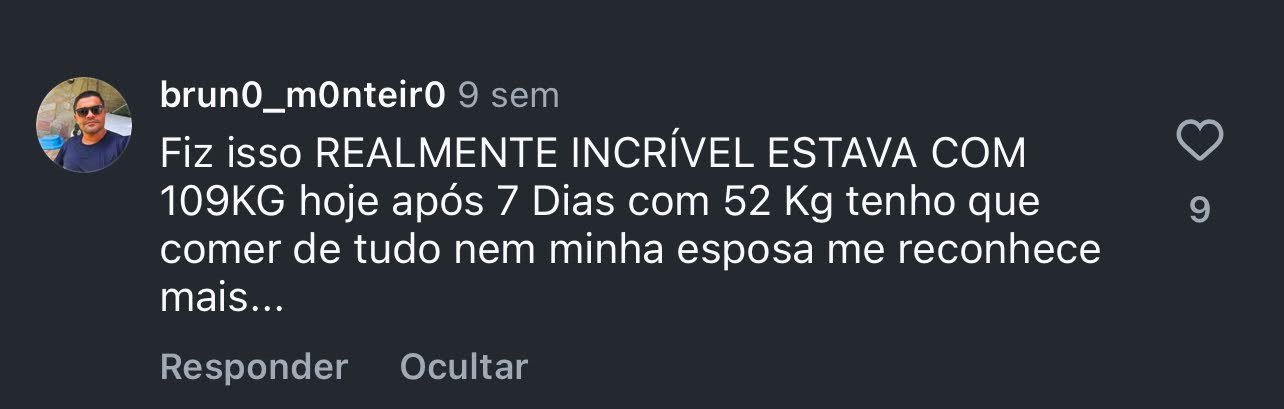 brun0_m0nteir0 9 sem
Fiz isso REALMENTE INCRÍVEL ESTAVA COM
109KG hoje após 7 Dias com 52 Kg tenho que
comer de tudo nem minha esposa me reconhece
mais...
9
Responder Ocultar